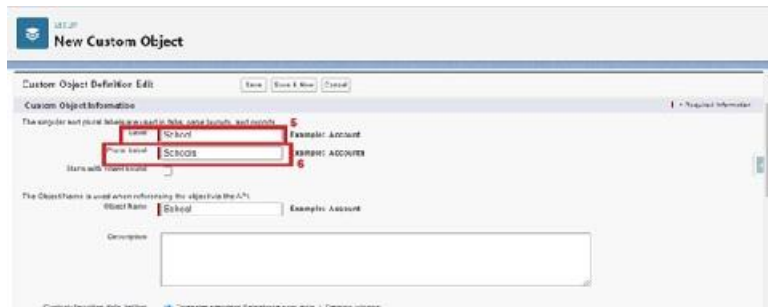 SETUP
New Custom Object
Custom Object Definition Edit Save Save & New Cancel
Custom Object Information = Required Information
The singular and plural labels are used in tabs, page layouts, and reports. 5
Label School Example: Account
Plural Label Schools Example: Accounts
6
Starts with vowel sound
The Object Name is used when referencing the object via the API.
Object Name School Example: Account
Description